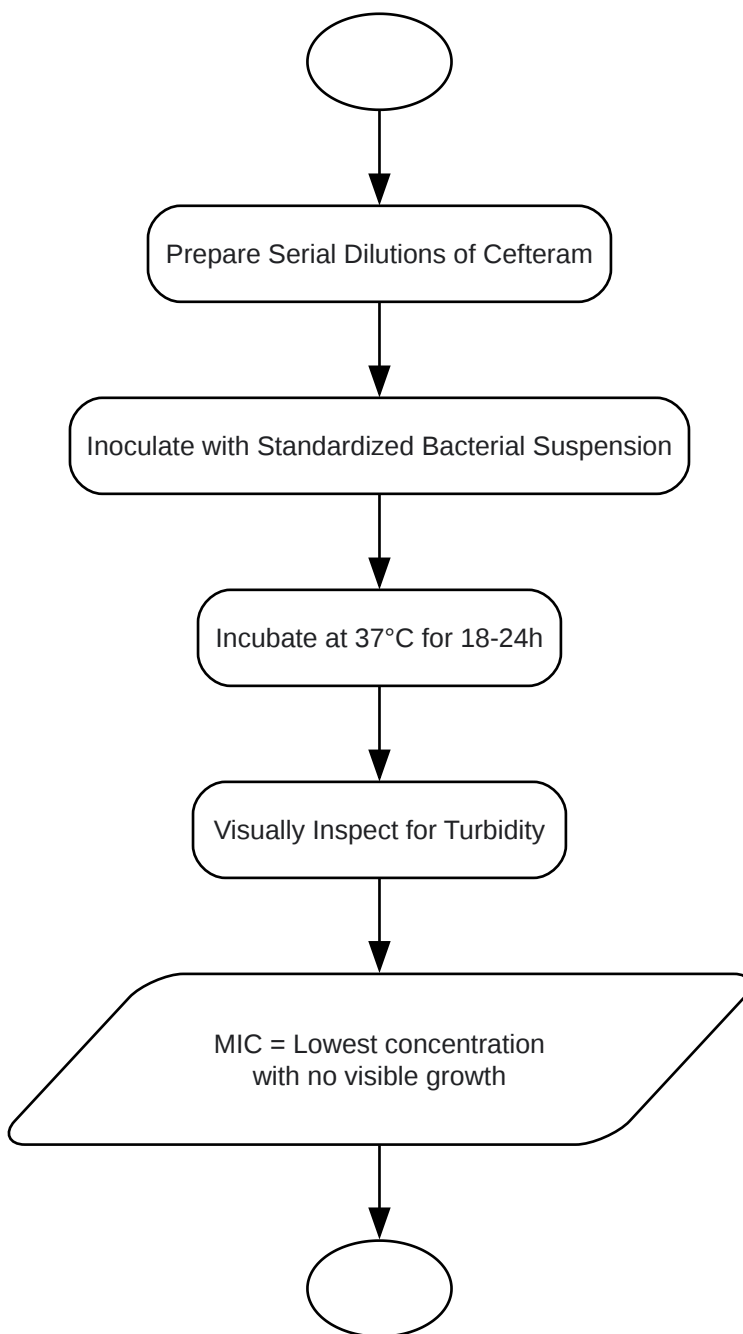 Prepare Serial Dilutions of Cefteram
Inoculate with Standardized Bacterial Suspension
Incubate at 37°C for 18-24h
Visually Inspect for Turbidity
MIC = Lowest concentration
with no visible growth